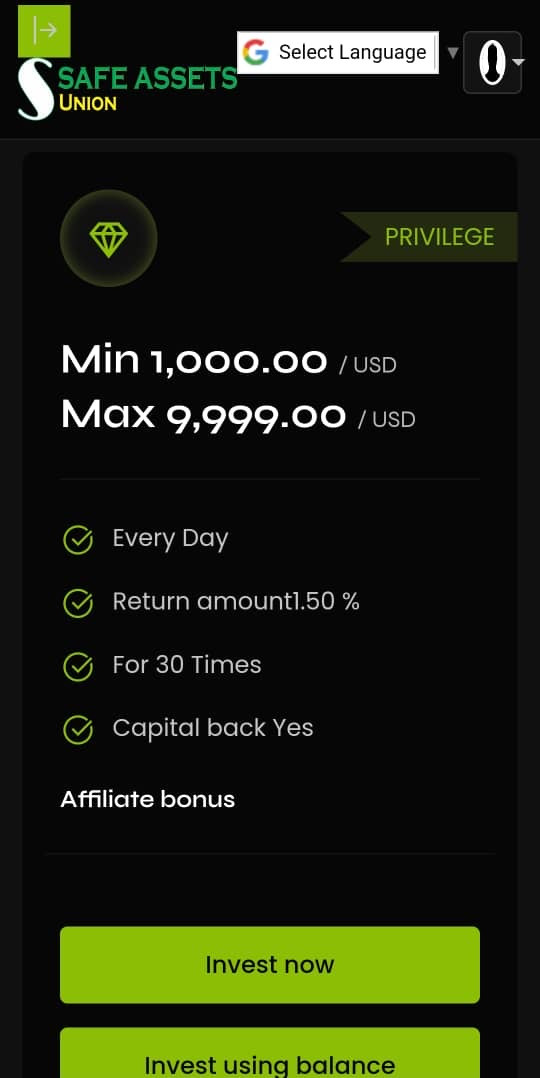 Select Language
SAFE ASSETS
UNION
PRIVILEGE
Min 1,000.00 / USD
Max 9,999.00 / USD
Every Day
Return amount1.50 %
For 30 Times
Capital back Yes
Affiliate bonus
Invest now
Invest using balance